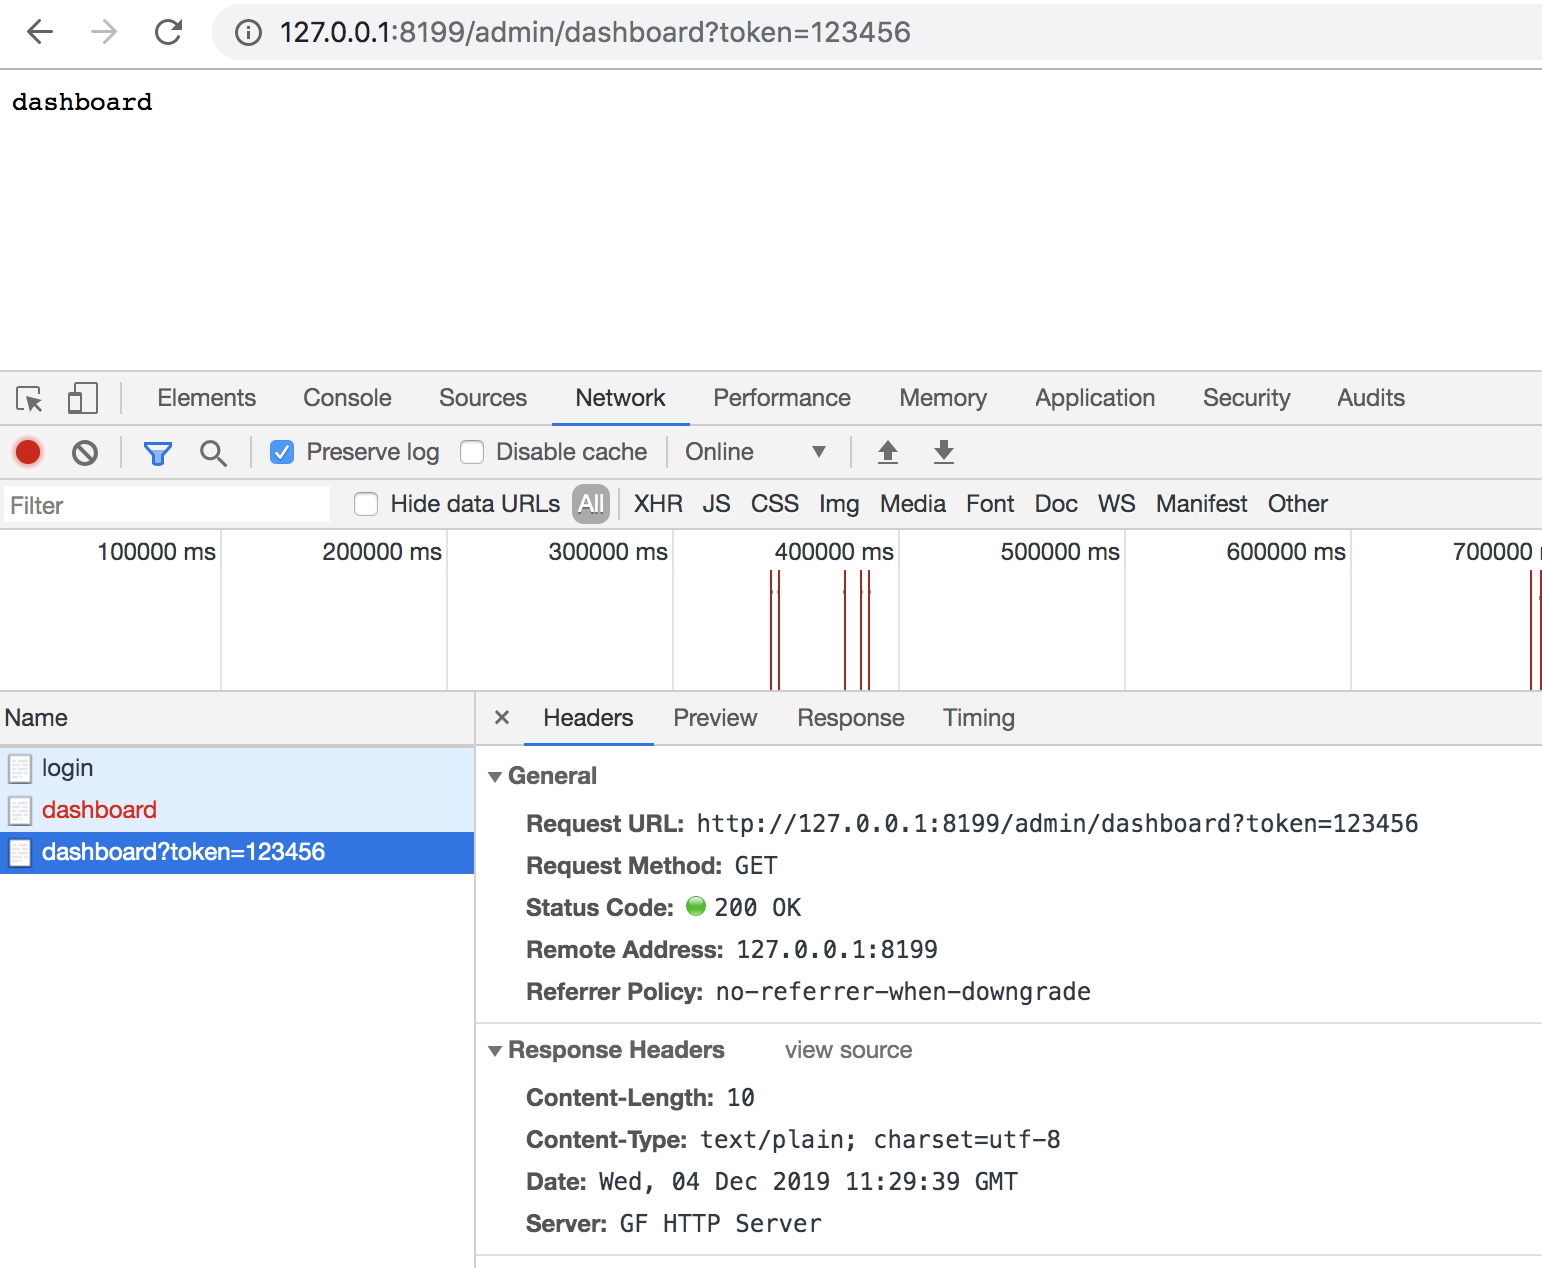 127.0.0.1:8199/admin/dashboard?token=123456
dashboard
Elements Console Sources Network Performance Memory Application Security Audits
Preserve log Disable cache Online
Filter Hide data URLs All XHR JS CSS Img Media Font Doc WS Manifest Other
100000 ms 200000 ms 300000 ms 400000 ms 500000 ms 600000 ms 700000
Name
login
dashboard
dashboard?token=123456
× Headers Preview Response Timing
General
Request URL: http://127.0.0.1:8199/admin/dashboard?token=123456
Request Method: GET
Status Code: 200 OK
Remote Address: 127.0.0.1:8199
Referrer Policy: no-referrer-when-downgrade
Response Headers view source
Content-Length: 10
Content-Type: text/plain; charset=utf-8
Date: Wed, 04 Dec 2019 11:29:39 GMT
Server: GF HTTP Server